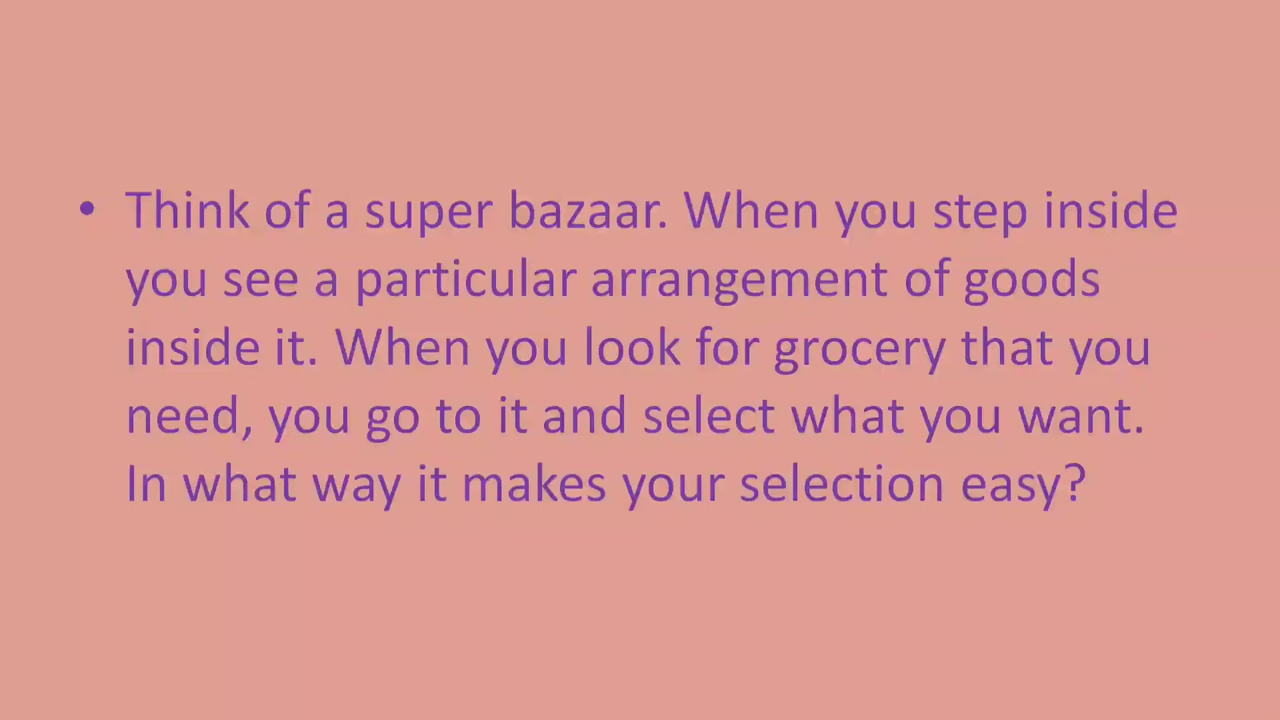 • Think of a super bazaar. When you step inside
you see a particular arrangement of goods
inside it. When you look for grocery that you
need, you go to it and select what you want.
In what way it makes your selection easy?